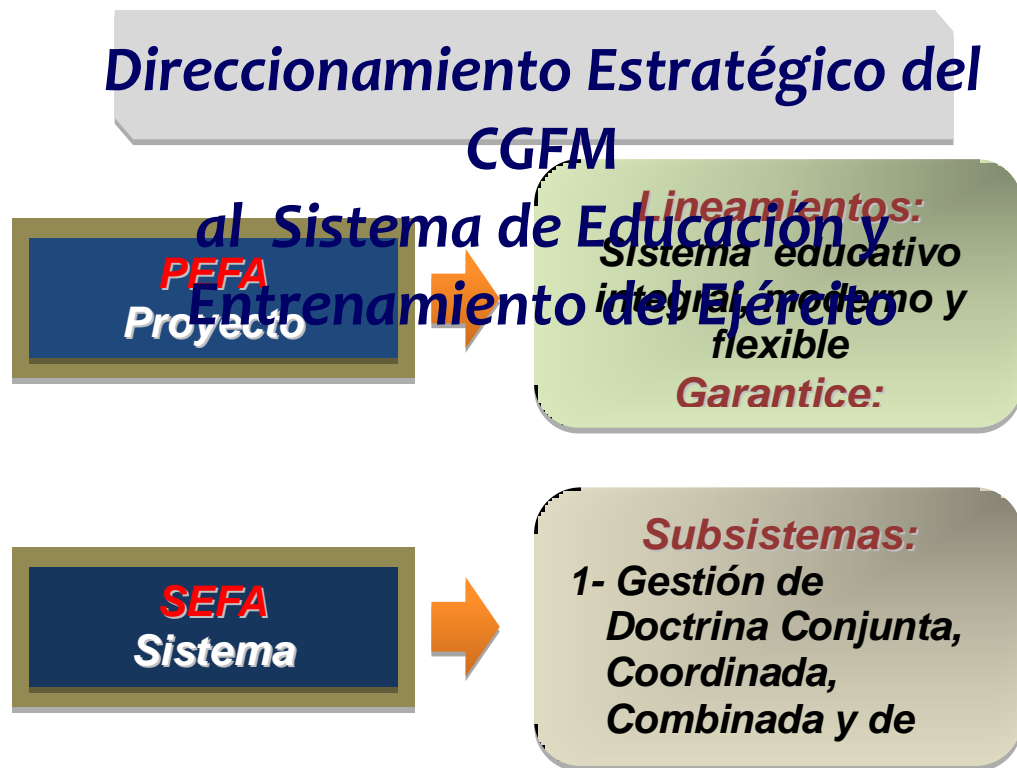 Direccionamiento Estratégico del
CGFM
al Sistema de Educación y
Entrenamiento del Ejército
PEFA
Proyecto
Lineamientos:
Sistema educativo
integral, moderno y
flexible
Garantice:
SEFA
Sistema
Subsistemas:
1- Gestión de
Doctrina Conjunta,
Coordinada,
Combinada y de